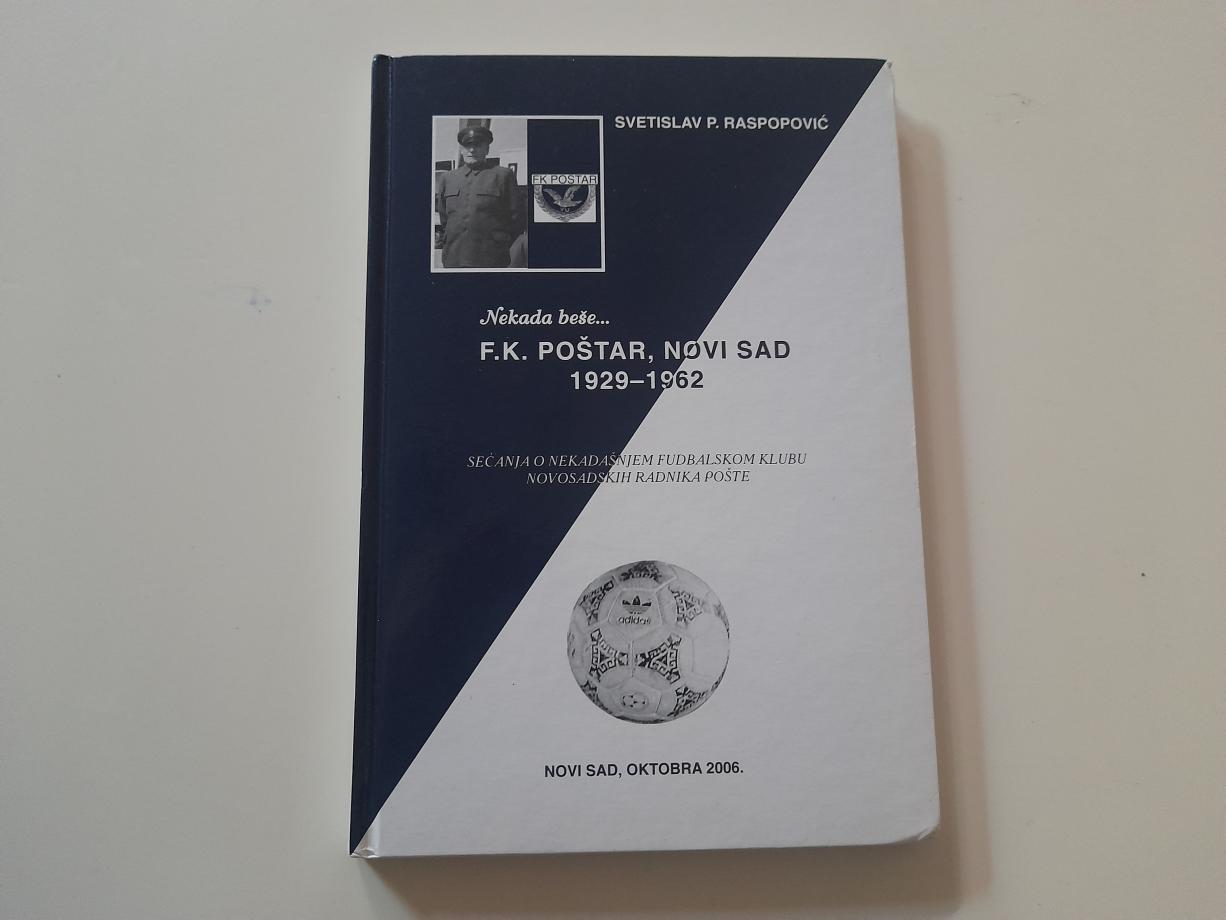 SVETISLAV P. RASPOPOVIĆ
FK POŠTAR
Nekada beše...
F.K. POŠTAR, NOVI SAD
1929–1962
SEĆANJA O NEKADAŠNJEM FUDBALSKOM KLUBU
NOVOSADSKIH RADNIKA POŠTE
adidas
NOVI SAD, OKTOBRA 2006.